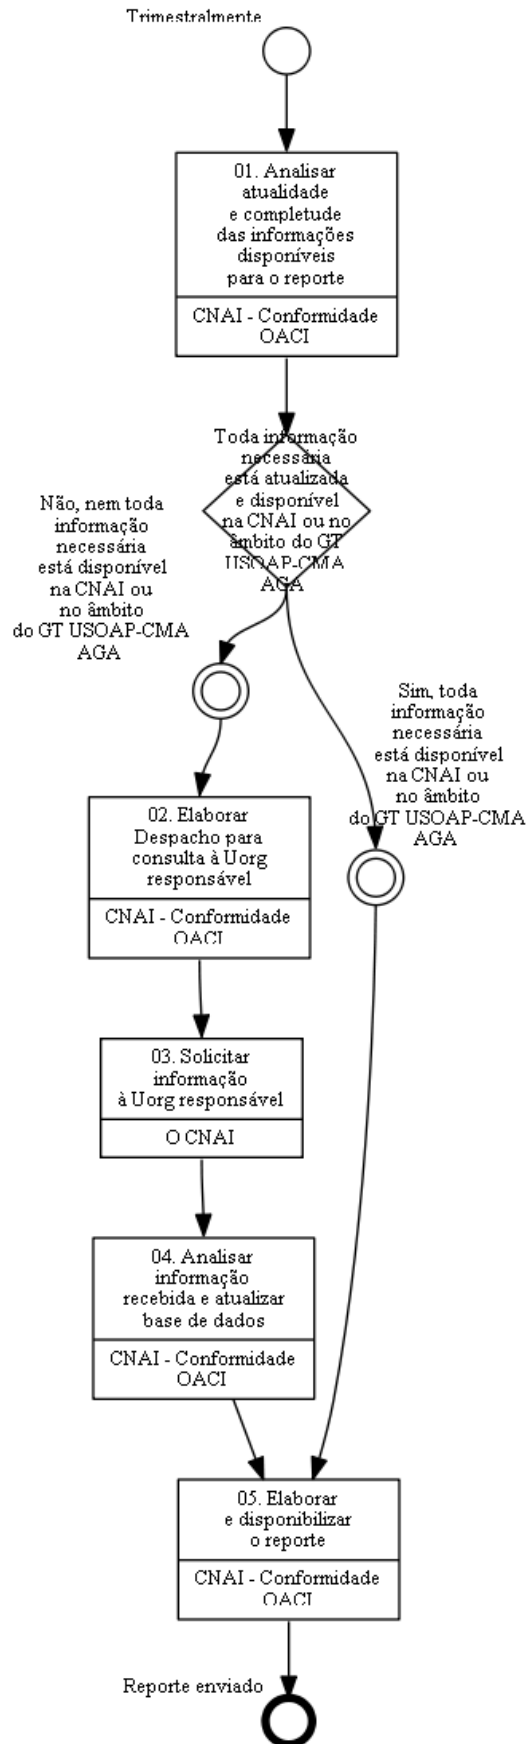 Trimestralmente
01. Analisar
atualidade
e completude
das informações
disponíveis
para o reporte
CNAI - Conformidade
OACI
Toda informação
necessária
está atualizada
e disponível
na CNAI ou no
âmbito do GT
USOAP-CMA
AGA
Não, nem toda
informação
necessária
está disponível
na CNAI ou
no âmbito
do GT USOAP-CMA
AGA
Sim, toda
informação
necessária
está disponível
na CNAI ou
no âmbito
do GT USOAP-CMA
AGA
02. Elaborar
Despacho para
consulta à Uorg
responsável
CNAI - Conformidade
OACI
03. Solicitar
informação
à Uorg responsável
O CNAI
04. Analisar
informação
recebida e atualizar
base de dados
CNAI - Conformidade
OACI
05. Elaborar
e disponibilizar
o reporte
CNAI - Conformidade
OACI
Reporte enviado